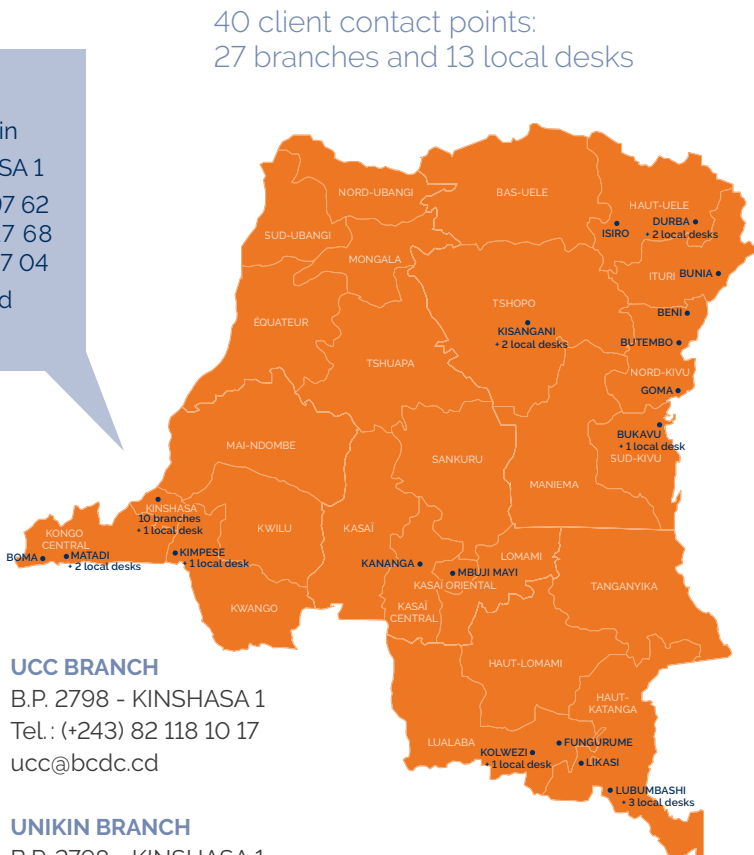 40 client contact points:
27 branches and 13 local desks
in
SA 1
97 62
7 68
7 04
d
NORD-UBANGI
BAS-UELE
HAUT-UELE
DURBA
+ 2 local desks
ISIRO
SUD-UBANGI
MONGALA
ITURI
BUNIA
TSHOPO
BENI
ÉQUATEUR
KISANGANI
+ 2 local desks
BUTEMBO
TSHUAPA
NORD-KIVU
GOMA
BUKAVU
+ 1 local desk
SUD-KIVU
MAI-NDOMBE
SANKURU
MANIEMA
KINSHASA
10 branches
+ 1 local desk
KONGO
CENTRAL
KWILU
KASAÏ
BOMA
MATADI
+ 2 local desks
KIMPESE
+ 1 local desk
KANANGA
LOMAMI
MBUJI MAYI
KASAÏ ORIENTAL
TANGANYIKA
KWANGO
KASAÏ
CENTRAL
HAUT-LOMAMI
HAUT-
KATANGA
LUALABA
FUNGURUME
KOLWEZI
+ 1 local desk
LIKASI
LUBUMBASHI
+ 3 local desks
UCC BRANCH
B.P. 2798 - KINSHASA 1
Tel. : (+243) 82 118 10 17
ucc@bcdc.cd
UNIKIN BRANCH
B.P. 2798 - KINSHASA 1